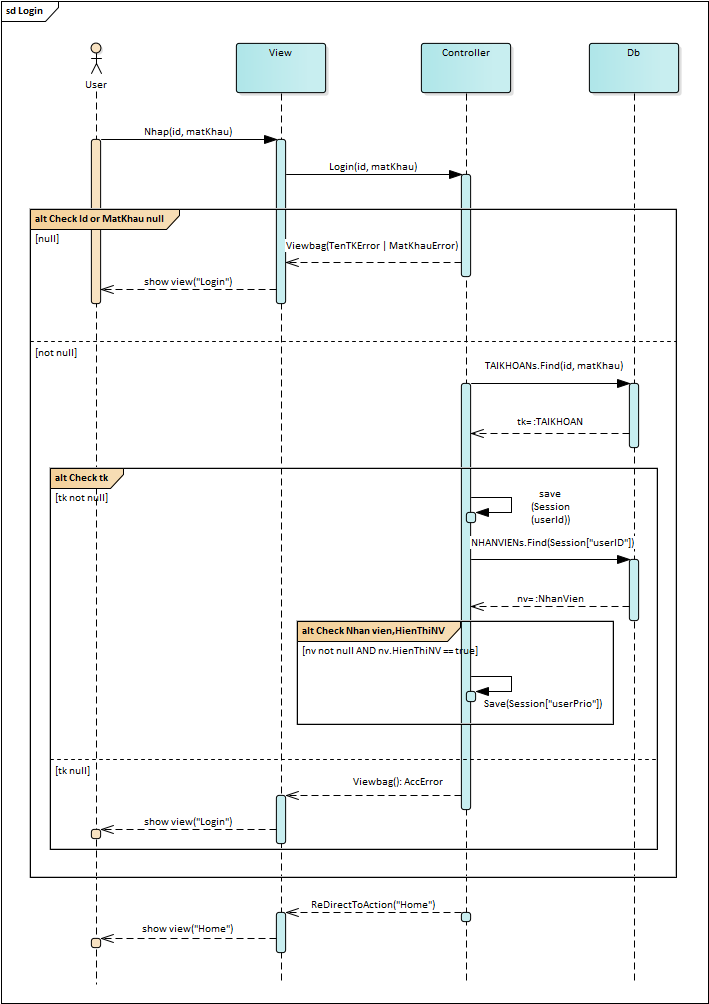 sd Login
View
Controller
Db
User
Nhap(id, matKhau)
Login(id, matKhau)
alt Check Id or MatKhau null
[null]
Viewbag(TenTKError | MatKhauError)
show view("Login")
[not null]
TAIKHOANs.Find(id, matKhau)
tk= :TAIKHOAN
alt Check tk
[tk not null]
save
(Session
(userId))
NHANVIENs.Find(Session["userID"])
nv= :NhanVien
alt Check Nhan vien,HienThiNV
[nv not null AND nv.HienThiNV == true]
Save(Session["userPrio"])
[tk null]
Viewbag(): AccError
show view("Login")
ReDirectToAction("Home")
show view("Home")